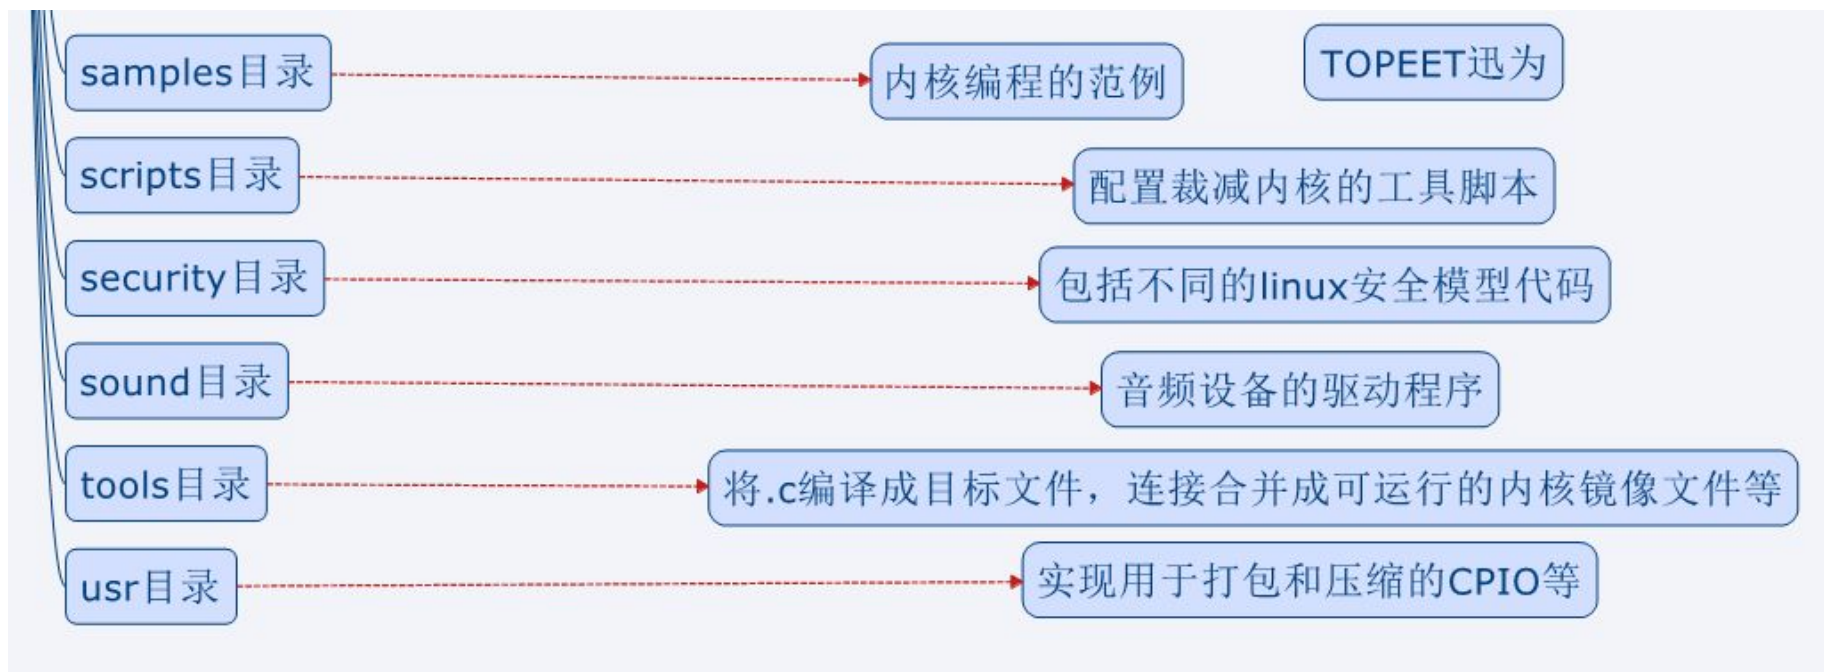 samples目录
内核编程的范例
TOPEET迅为
scripts目录
配置裁减内核的工具脚本
security目录
包括不同的linux安全模型代码
sound目录
音频设备的驱动程序
tools目录
将.c编译成目标文件，连接合并成可运行的内核镜像文件等
usr目录
实现用于打包和压缩的CPIO等